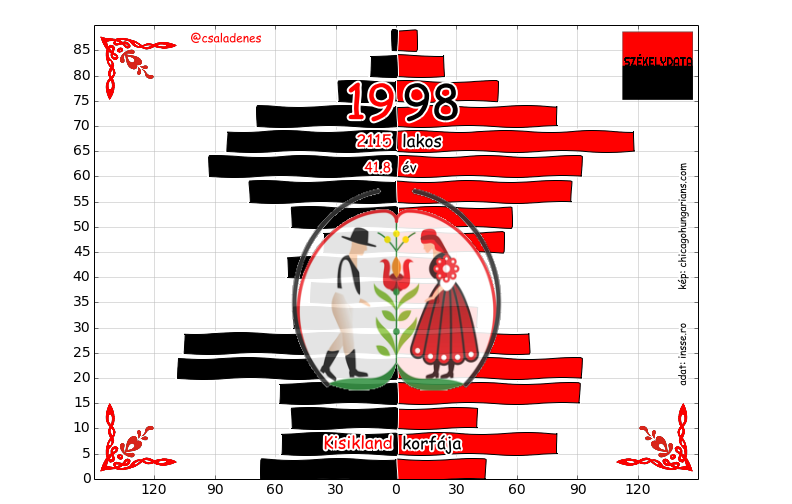 @csaladenes
SZÉKELYDATA
19 98
2115 lakos
41.8 év
kép: chicagohungarians.com
adat: insse.ro
Kisikland korfája
85
80
75
70
65
60
55
50
45
40
35
30
25
20
15
10
5
0
120 90 60 30 0 30 60 90 120